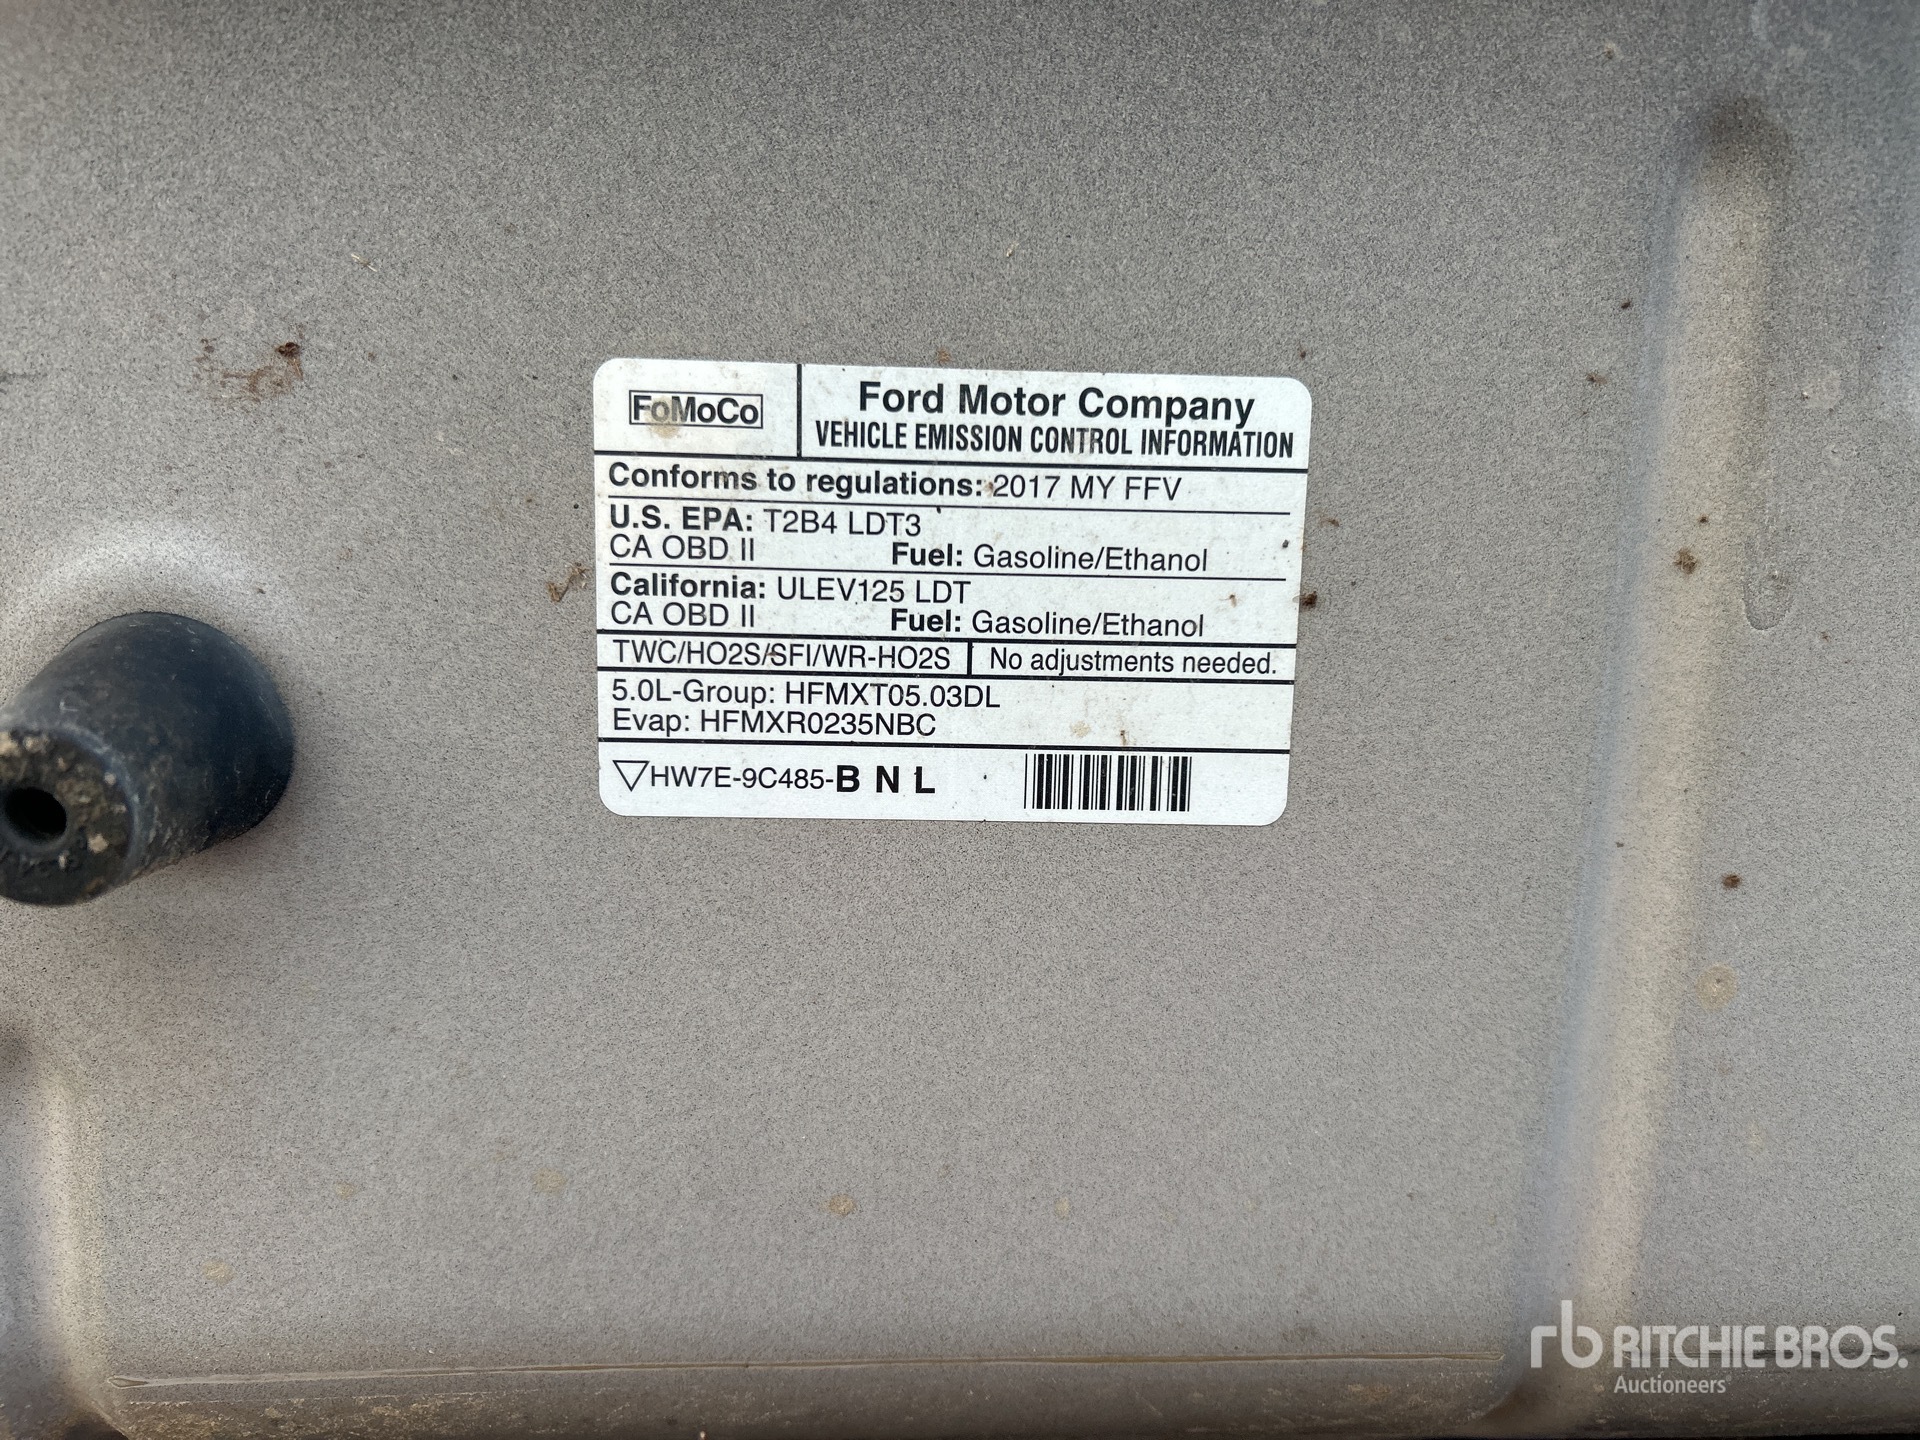 FoMoCo
Ford Motor Company
VEHICLE EMISSION CONTROL INFORMATION
Conforms to regulations: 2017 MY FFV
U.S. EPA: T2B4 LDT3
CA OBD II Fuel: Gasoline/Ethanol
California: ULEV125 LDT
CA OBD II Fuel: Gasoline/Ethanol
TWC/HO2S/SFI/WR-HO2S No adjustments needed.
5.0L-Group: HFMXT05.03DL
Evap: HFMXR0235NBC
HW7E-9C485-B N L
rb RITCHIE BROS.
Auctioneers